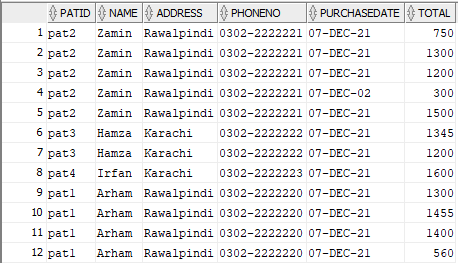 PATID NAME ADDRESS PHONENO PURCHASEDATE TOTAL
1 pat2 Zamin Rawalpindi 0302-2222221 07-DEC-21 750
2 pat2 Zamin Rawalpindi 0302-2222221 07-DEC-21 1300
3 pat2 Zamin Rawalpindi 0302-2222221 07-DEC-21 1200
4 pat2 Zamin Rawalpindi 0302-2222221 07-DEC-02 300
5 pat2 Zamin Rawalpindi 0302-2222221 07-DEC-21 1500
6 pat3 Hamza Karachi 0302-2222222 07-DEC-21 1345
7 pat3 Hamza Karachi 0302-2222222 07-DEC-21 1200
8 pat4 Irfan Karachi 0302-2222223 07-DEC-21 1600
9 pat1 Arham Rawalpindi 0302-2222220 07-DEC-21 1300
10 pat1 Arham Rawalpindi 0302-2222220 07-DEC-21 1455
11 pat1 Arham Rawalpindi 0302-2222220 07-DEC-21 1400
12 pat1 Arham Rawalpindi 0302-2222220 07-DEC-21 560